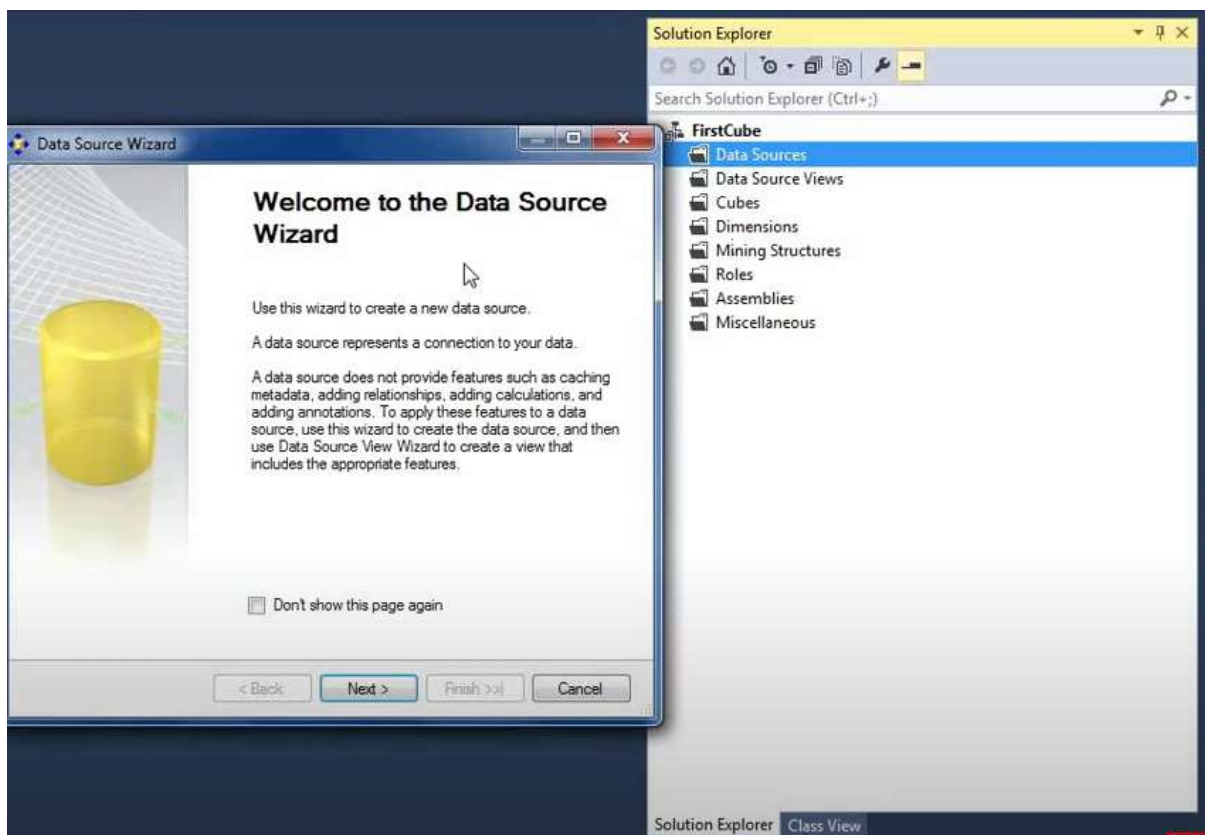 Solution Explorer
Search Solution Explorer (Ctrl+;)
FirstCube
Data Sources
Data Source Views
Cubes
Dimensions
Mining Structures
Roles
Assemblies
Miscellaneous
Solution Explorer Class View
Data Source Wizard
Welcome to the Data Source
Wizard
Use this wizard to create a new data source.
A data source represents a connection to your data.
A data source does not provide features such as caching
metadata, adding relationships, adding calculations, and
adding annotations. To apply these features to a data
source, use this wizard to create the data source, and then
use Data Source View Wizard to create a view that
includes the appropriate features.
Don't show this page again
< Back Next > Finish >>| Cancel